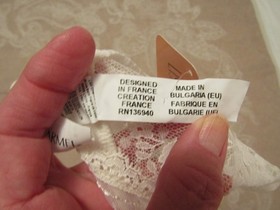 DESIGNED
IN FRANCE
CREATION
FRANCE
RN136940
MADE IN
BULGARIA (EU)
FABRIQUE EN
BULGARIE (UE)